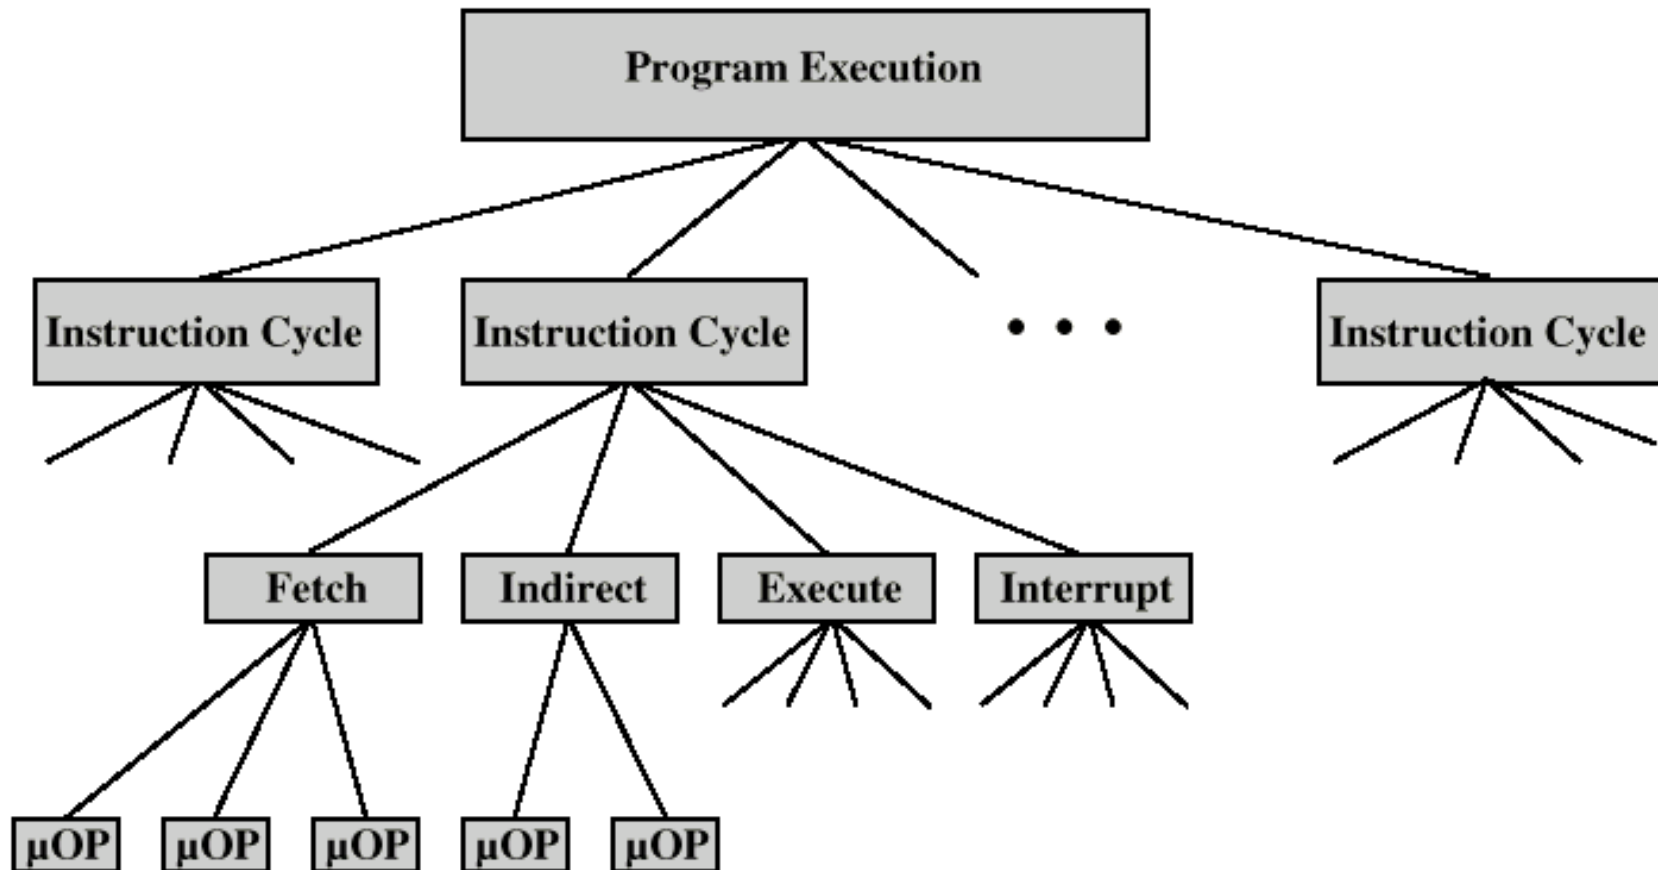 Program Execution
Instruction Cycle
Instruction Cycle
• • •
Instruction Cycle
Fetch
Indirect
Execute
Interrupt
µOP
µOP
µOP
µOP
µOP